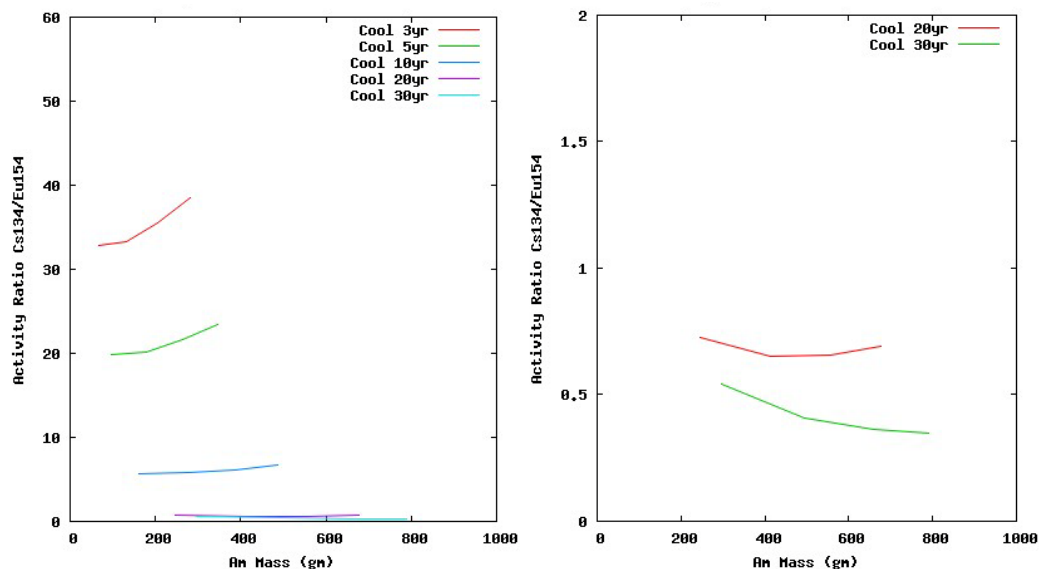 60
50
40
30
20
10
0
0 200 400 600 800 1000
Activity Ratio Cs134/Eu154
Am Mass (gm)
Cool 3yr
Cool 5yr
Cool 10yr
Cool 20yr
Cool 30yr
2
1.5
1
0.5
0
0 200 400 600 800 1000
Activity Ratio Cs134/Eu154
Am Mass (gm)
Cool 20yr
Cool 30yr